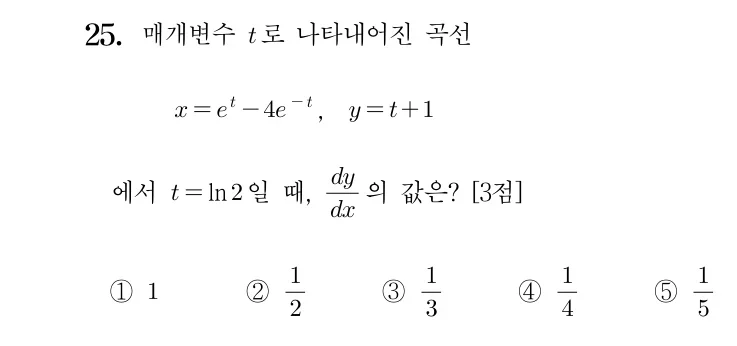 25. 매개변수 t로 나타내어진 곡선
x = e^t − 4e^{−t}, y = t + 1
에서 t = ln 2일 때, dy/dx의 값은? [3점]
① 1 ② 1/2 ③ 1/3 ④ 1/4 ⑤ 1/5